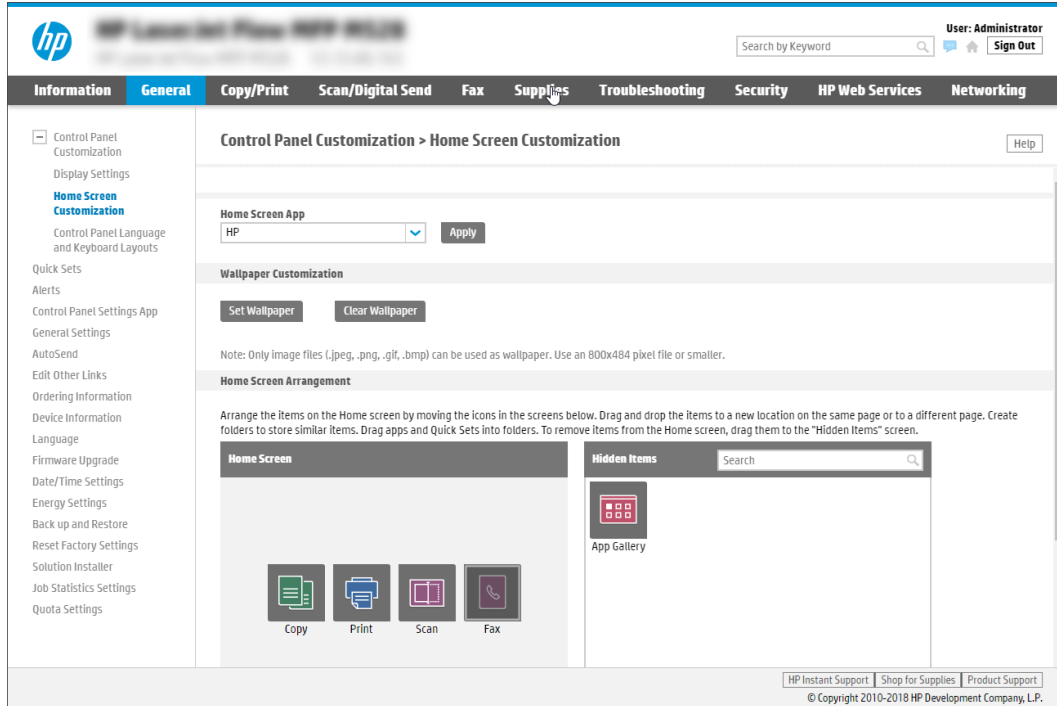 hp
User: Administrator
Search by Keyword
Sign Out
Information General Copy/Print Scan/Digital Send Fax Supplies Troubleshooting Security HP Web Services Networking
Control Panel
Customization
Display Settings
Home Screen
Customization
Control Panel Language
and Keyboard Layouts
Quick Sets
Alerts
Control Panel Settings App
General Settings
AutoSend
Edit Other Links
Ordering Information
Device Information
Language
Firmware Upgrade
Date/Time Settings
Energy Settings
Back up and Restore
Reset Factory Settings
Solution Installer
Job Statistics Settings
Quota Settings
Control Panel Customization > Home Screen Customization
Help
Home Screen App
HP
Apply
Wallpaper Customization
Set Wallpaper Clear Wallpaper
Note: Only image files (.jpeg, .png, .gif, .bmp) can be used as wallpaper. Use an 800x484 pixel file or smaller.
Home Screen Arrangement
Arrange the items on the Home screen by moving the icons in the screens below. Drag and drop the items to a new location on the same page or to a different page. Create
folders to store similar items. Drag apps and Quick Sets into folders. To remove items from the Home screen, drag them to the "Hidden Items" screen.
Home Screen
Copy Print Scan Fax
Hidden Items
Search
App Gallery
HP Instant Support Shop for Supplies Product Support
© Copyright 2010-2018 HP Development Company, L.P.